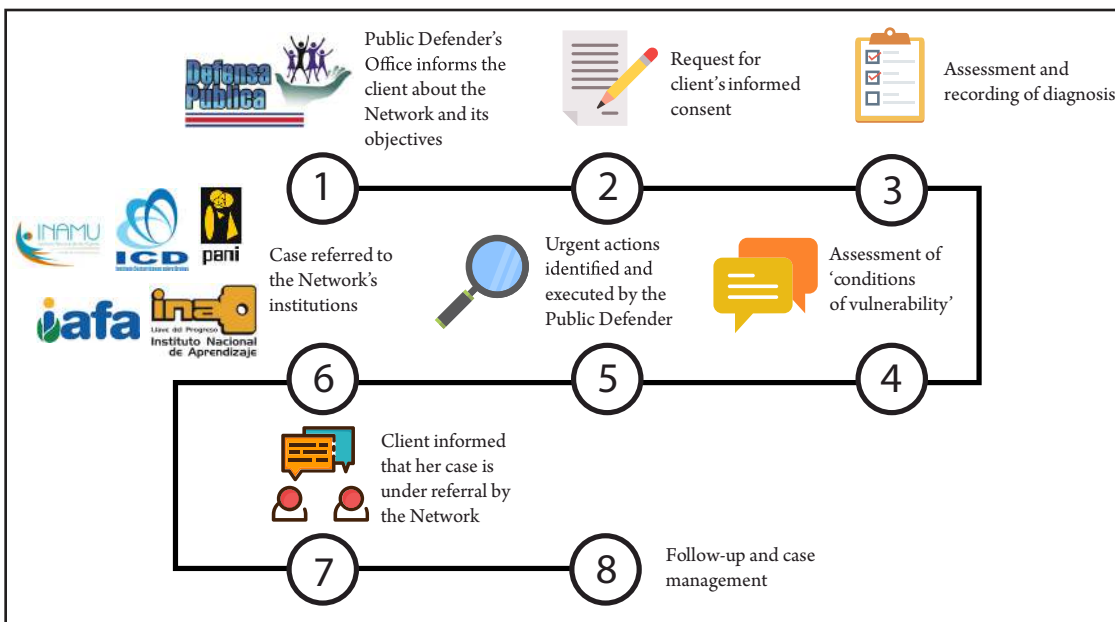 Defensa
Pública
Public Defender's
Office informs the
client about the
Network and its
objectives
Request for
client's informed
consent
Assessment and
recording of diagnosis
1
2
3
INAMU
ICD
pani
iafa
ina
Llave del Progreso
Instituto Nacional
de Aprendizaje
Case referred to
the Network's
institutions
Urgent actions
identified and
executed by the
Public Defender
Assessment of
‘conditions
of vulnerability’
6
5
4
Client informed
that her case is
under referral by
the Network
7
8
Follow-up and case
management